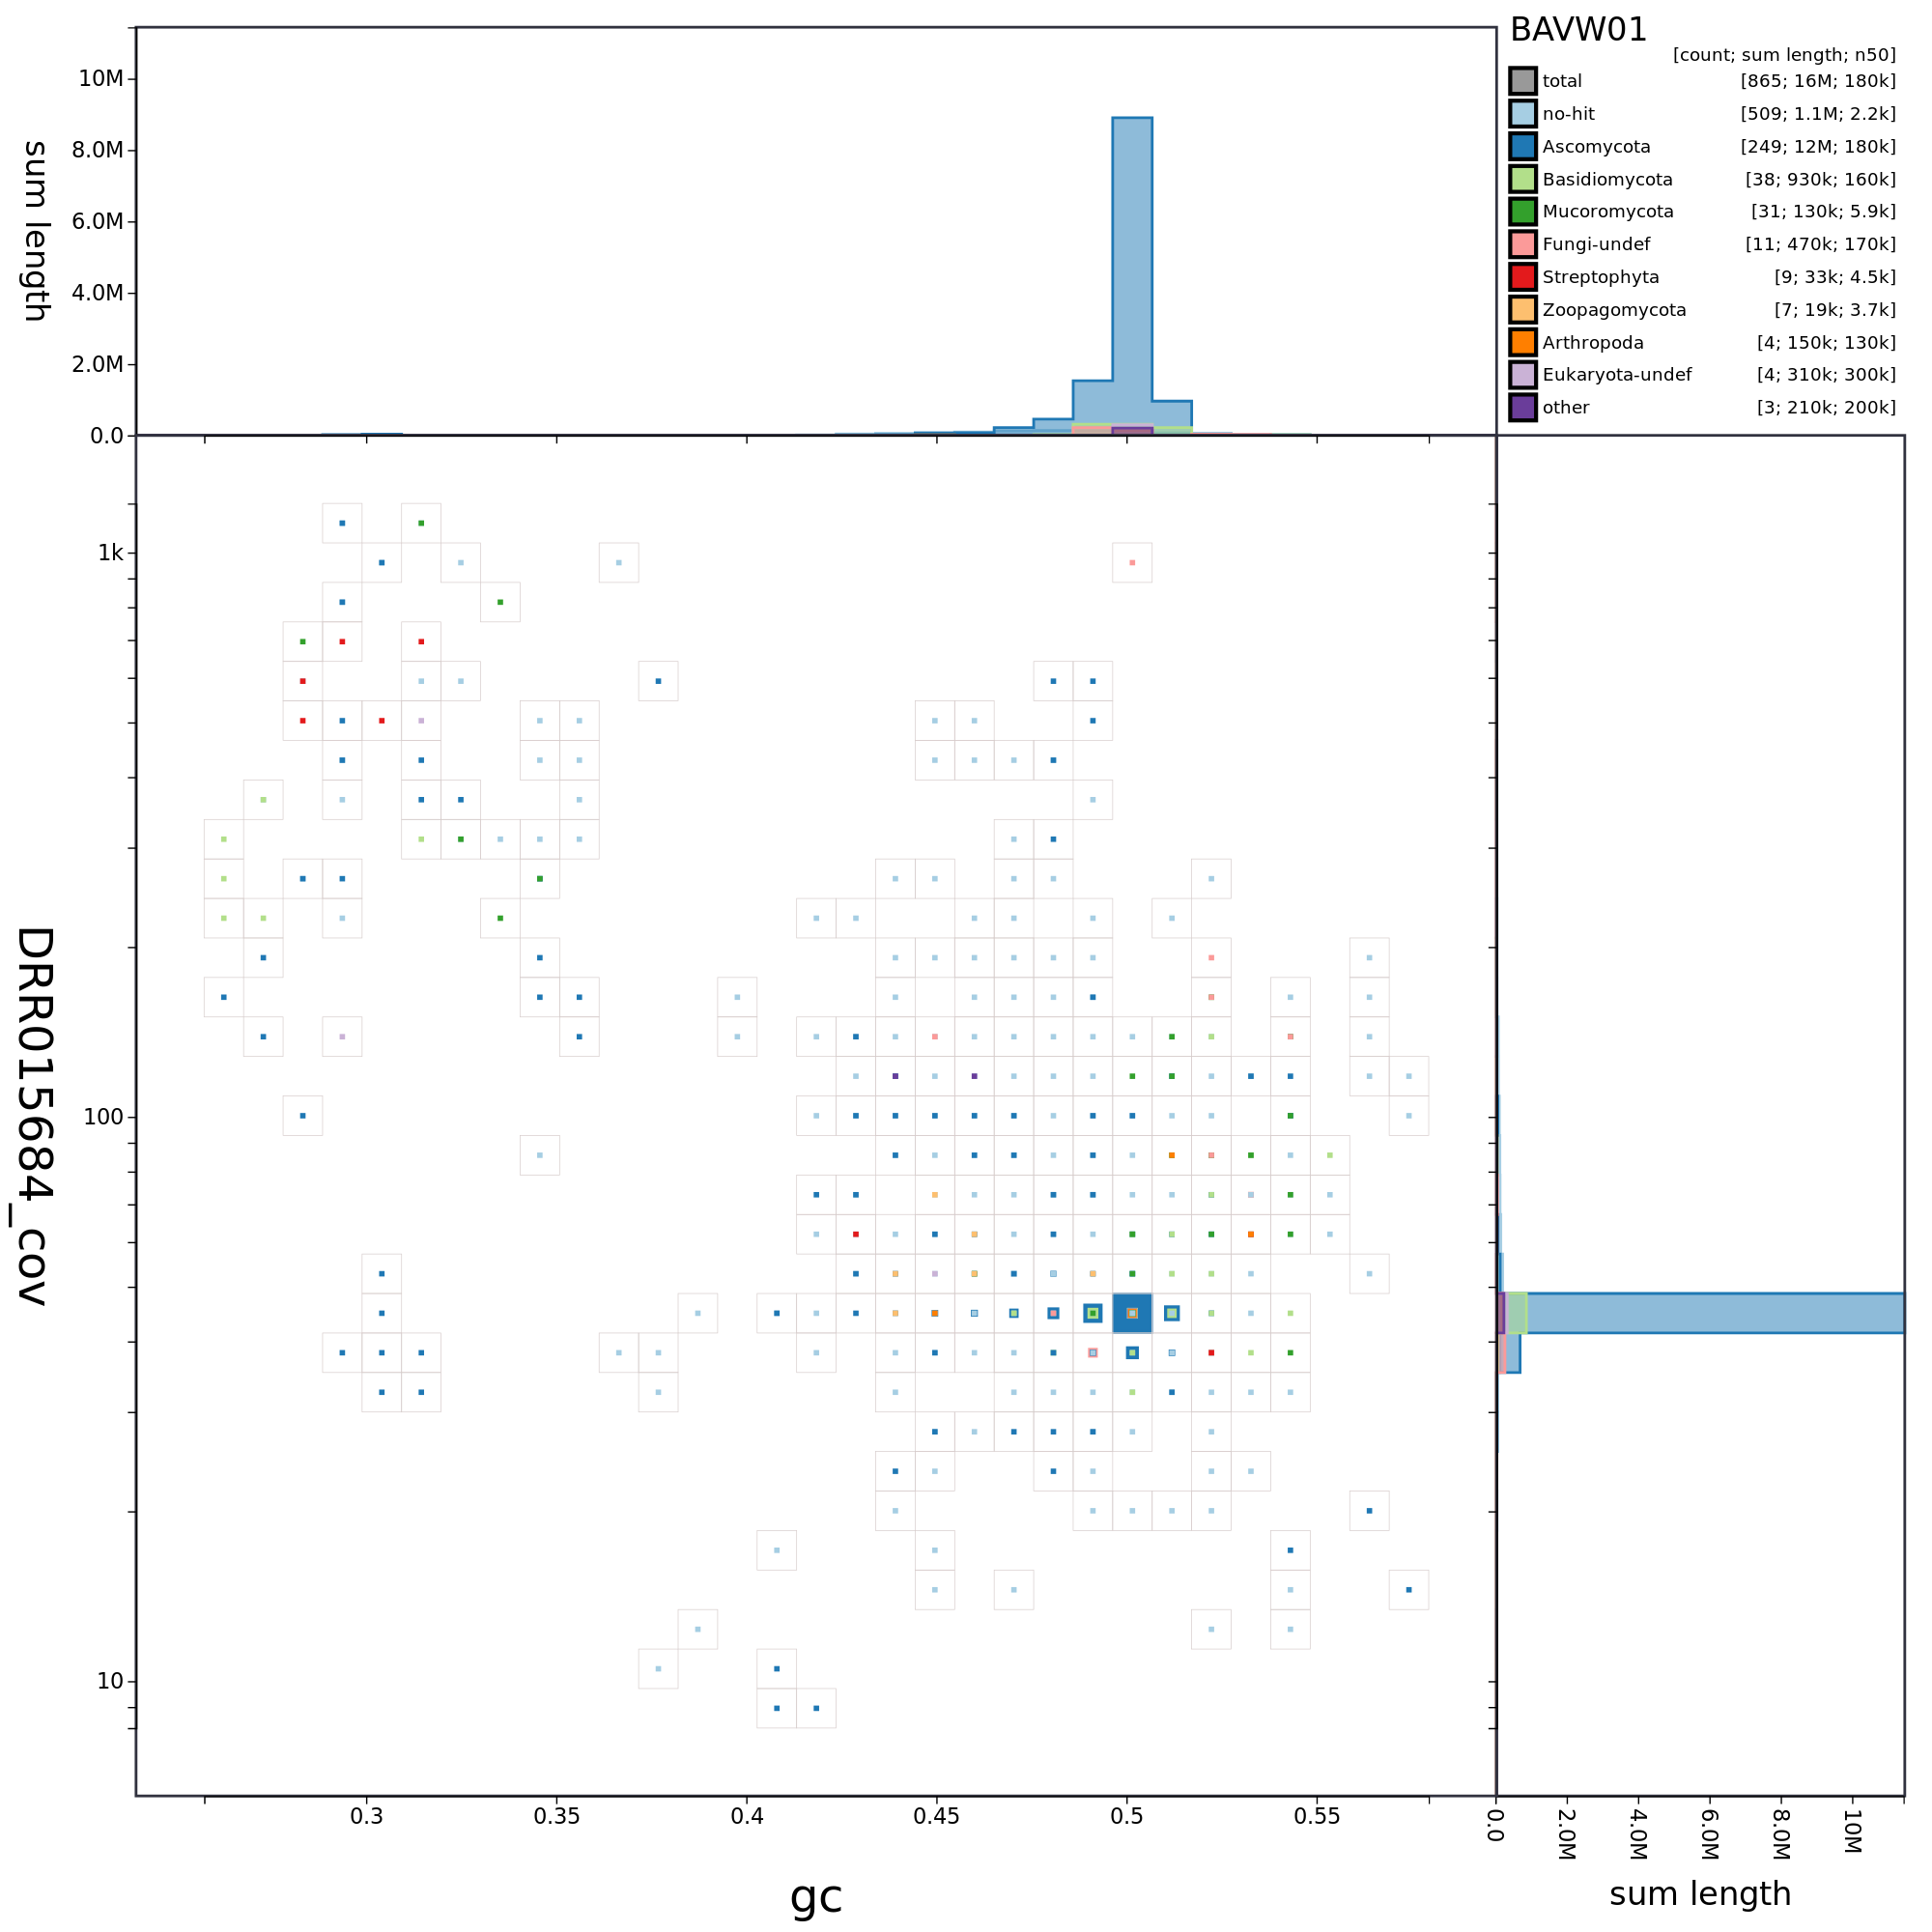 BAVW01
[count; sum length; n50]
total [865; 16M; 180k]
no-hit [509; 1.1M; 2.2k]
Ascomycota [249; 12M; 180k]
Basidiomycota [38; 930k; 160k]
Mucoromycota [31; 130k; 5.9k]
Fungi-undef [11; 470k; 170k]
Streptophyta [9; 33k; 4.5k]
Zoopagomycota [7; 19k; 3.7k]
Arthropoda [4; 150k; 130k]
Eukaryota-undef [4; 310k; 300k]
other [3; 210k; 200k]
sum length
10M
8.0M
6.0M
4.0M
2.0M
0.0
DRR015684_cov
1k
100
10
0.3 0.35 0.4 0.45 0.5 0.55
gc
0.0 2.0M 4.0M 6.0M 8.0M 10M
sum length